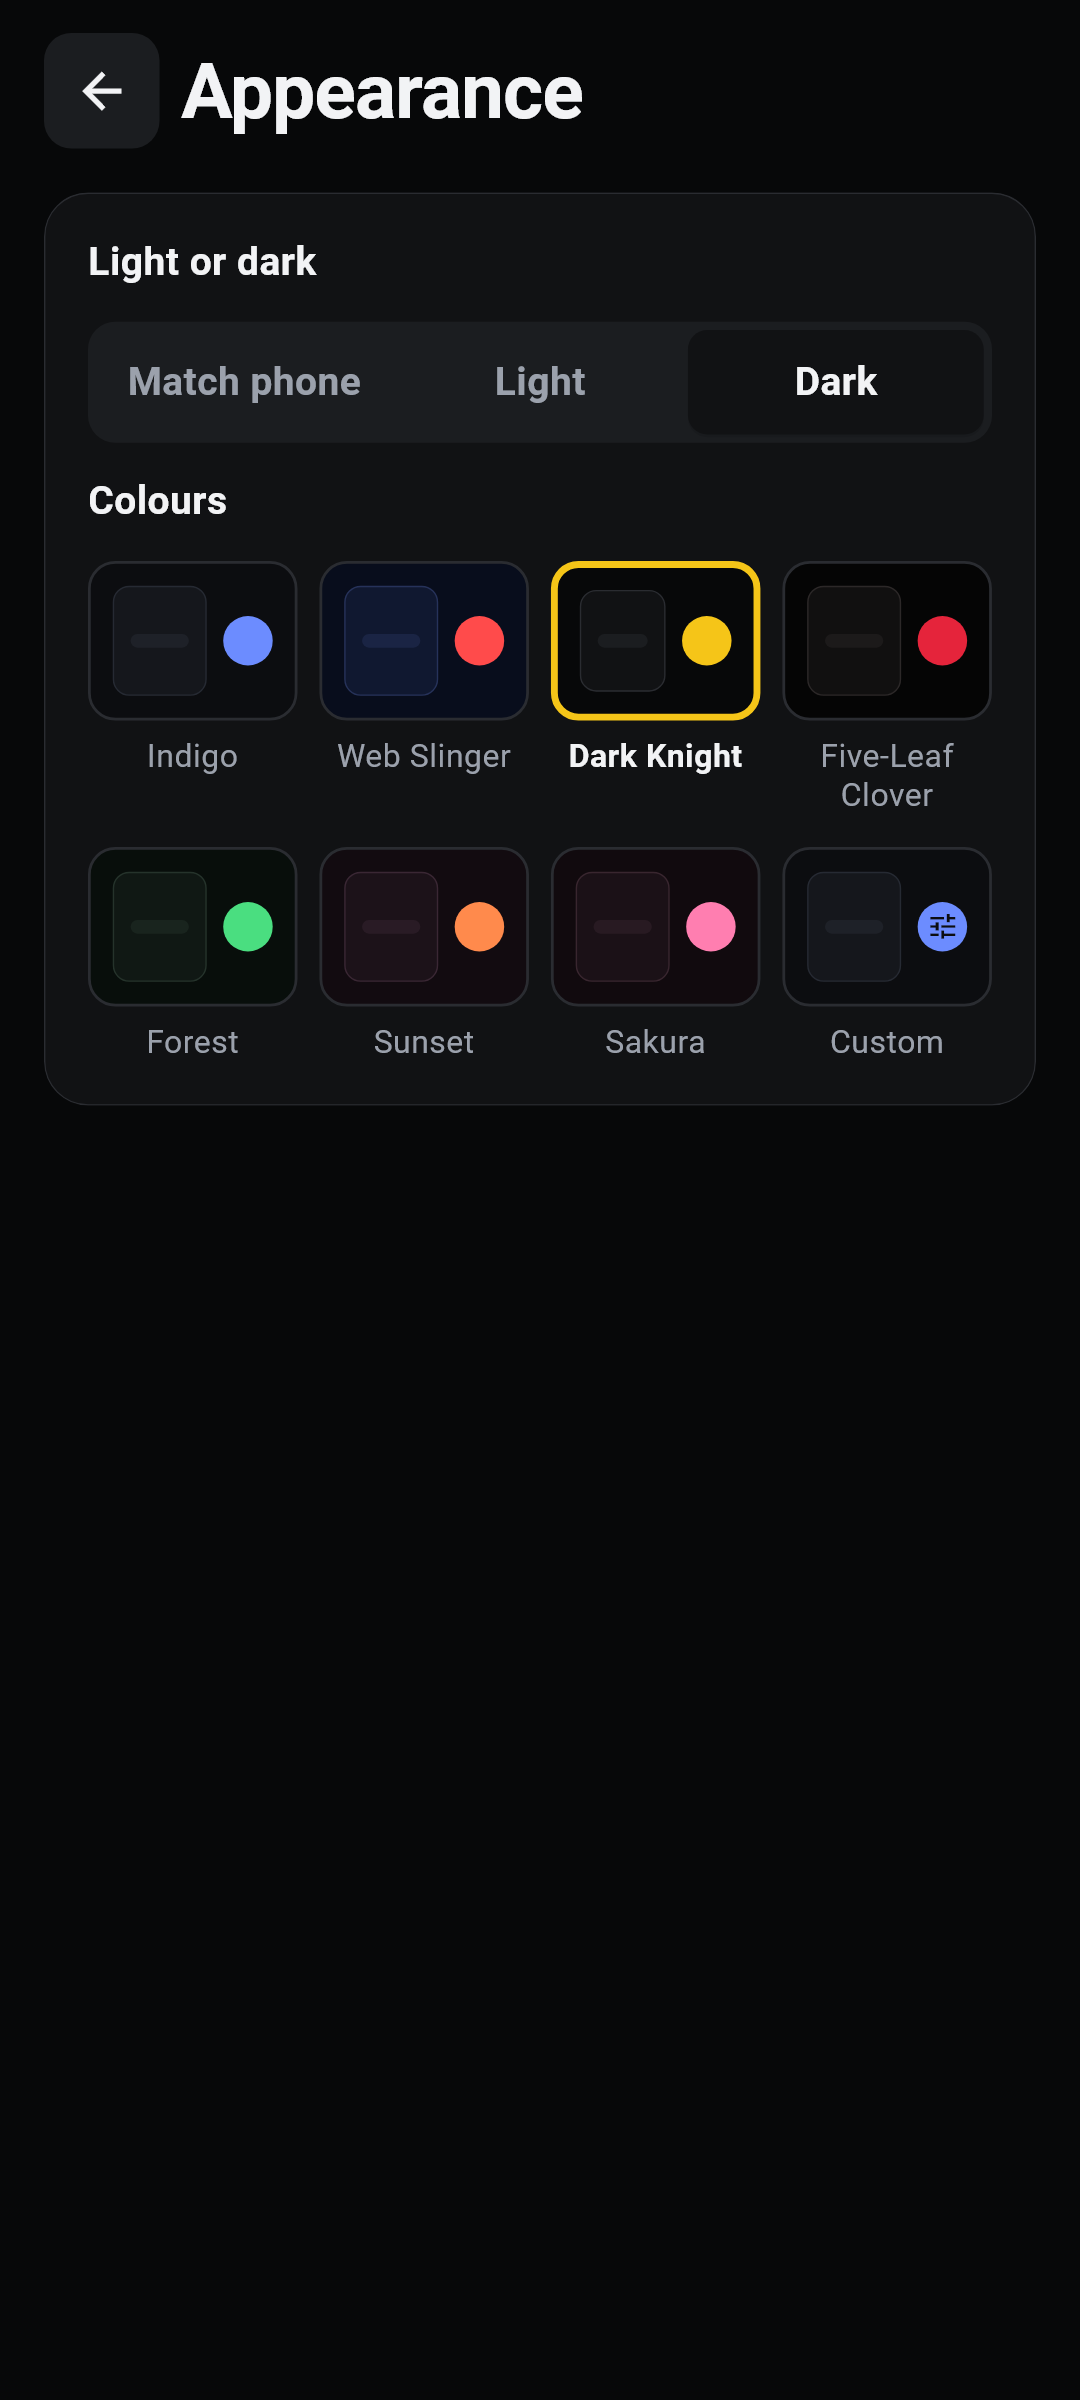 Appearance
Light or dark
Match phone Light Dark
Colours
Indigo Web Slinger Dark Knight Five-Leaf
Clover
Forest Sunset Sakura Custom